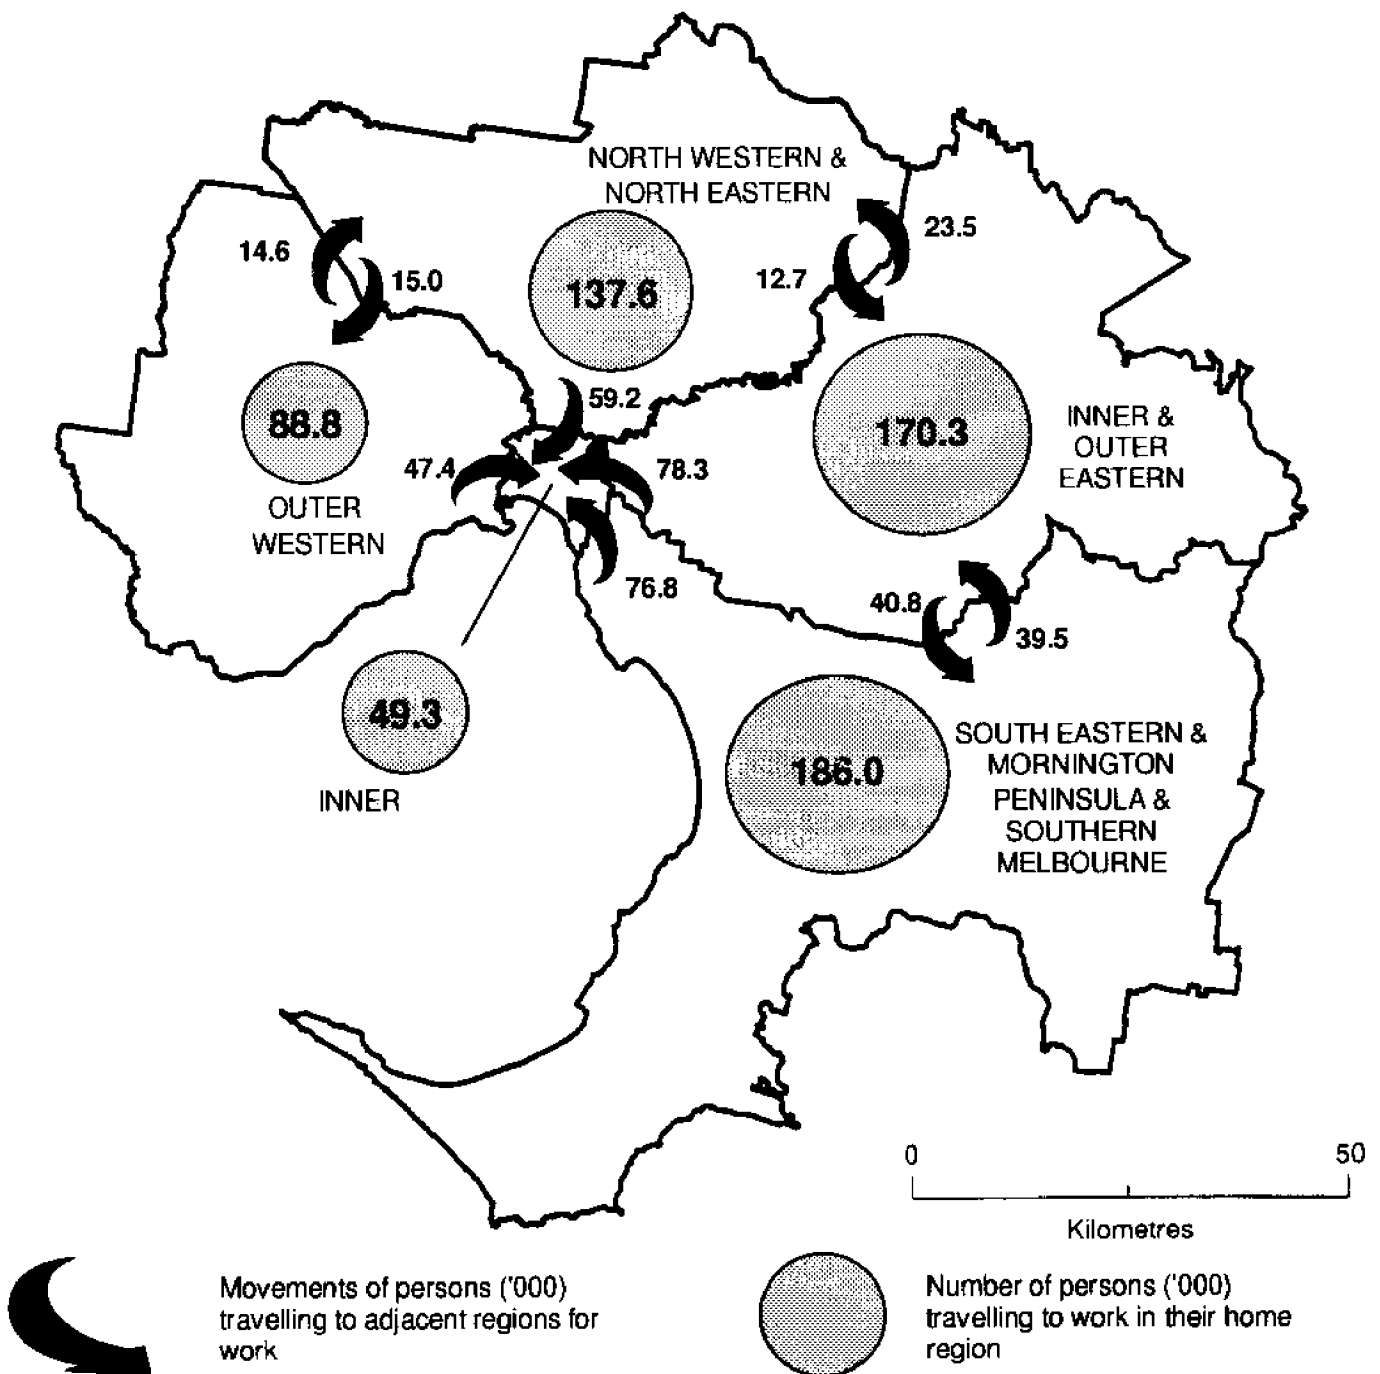 NORTH WESTERN &
NORTH EASTERN
14.6
15.0
137.6
23.5
12.7
88.8
OUTER
WESTERN
59.2
47.4
78.3
76.8
170.3
INNER &
OUTER
EASTERN
40.8
39.5
49.3
INNER
186.0
SOUTH EASTERN &
MORNINGTON
PENINSULA &
SOUTHERN
MELBOURNE
0
50
Kilometres
Movements of persons ('000)
travelling to adjacent regions for
work
Number of persons ('000)
travelling to work in their home
region